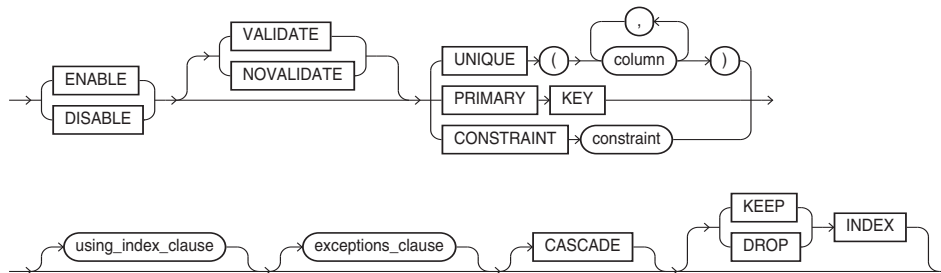 VALIDATE
NOVALIDATE
,
ENABLE
DISABLE
UNIQUE ( column )
PRIMARY KEY
CONSTRAINT constraint
using_index_clause exceptions_clause CASCADE
KEEP
DROP
INDEX